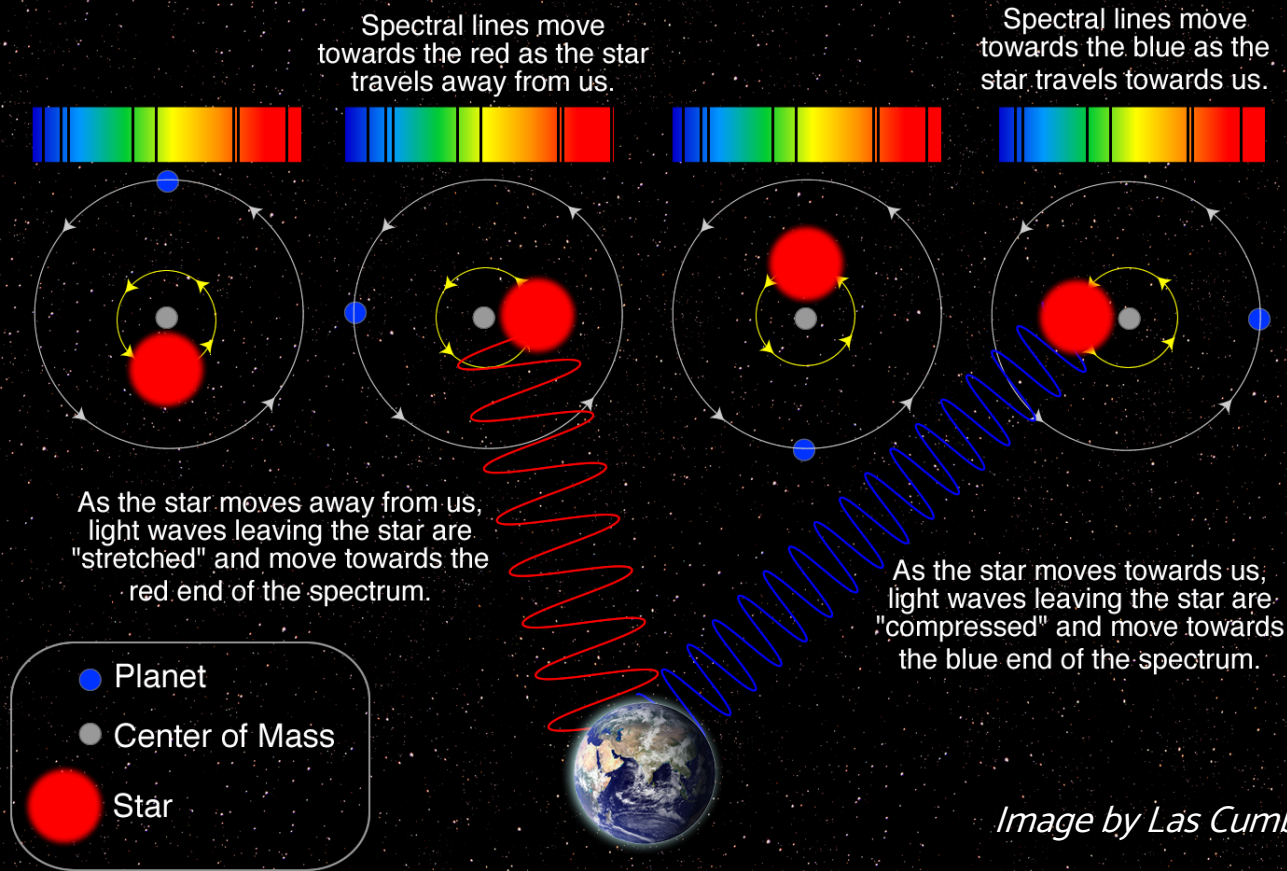 Spectral lines move
towards the red as the star
travels away from us.
Spectral lines move
towards the blue as the
star travels towards us.
As the star moves away from us,
light waves leaving the star are
"stretched" and move towards the
red end of the spectrum.
As the star moves towards us,
light waves leaving the star are
"compressed" and move towards
the blue end of the spectrum.
Planet
Center of Mass
Star
Image by Las